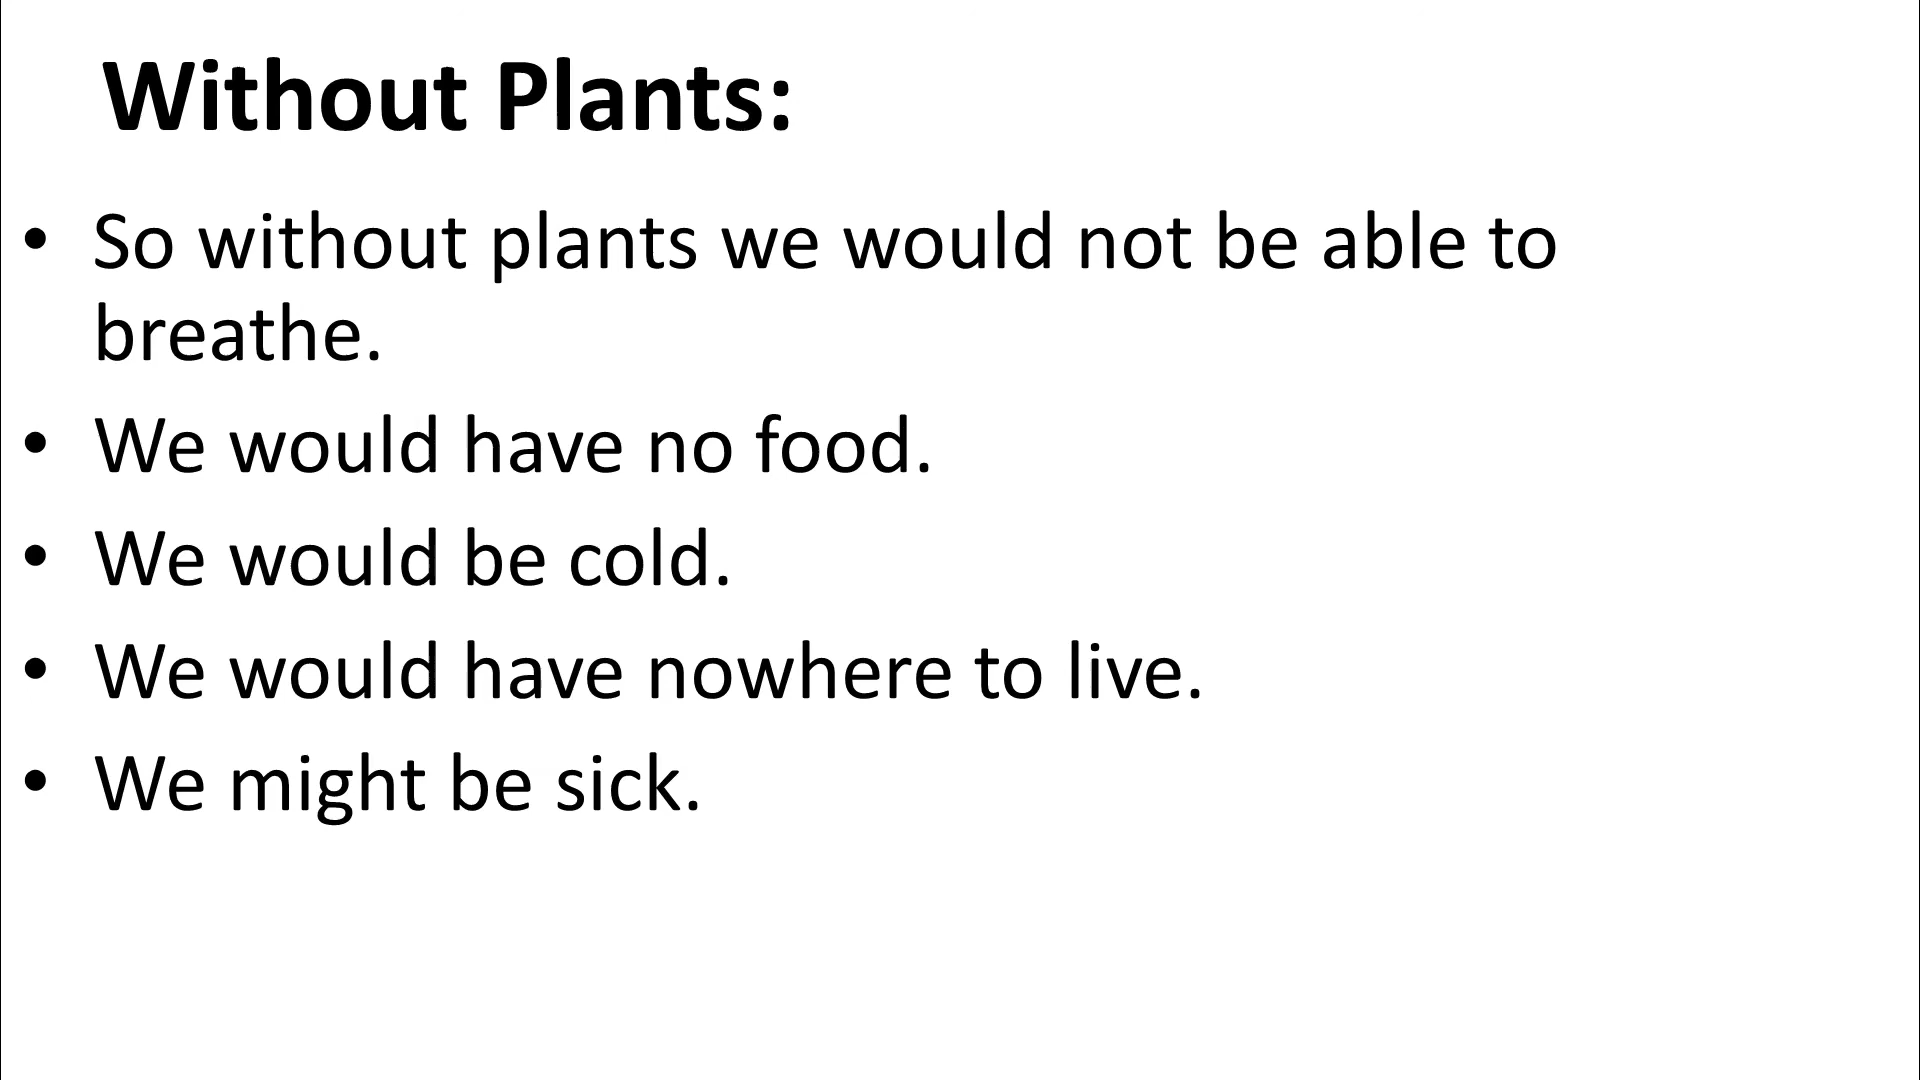 Without Plants:
• So without plants we would not be able to
breathe.
• We would have no food.
• We would be cold.
• We would have nowhere to live.
• We might be sick.